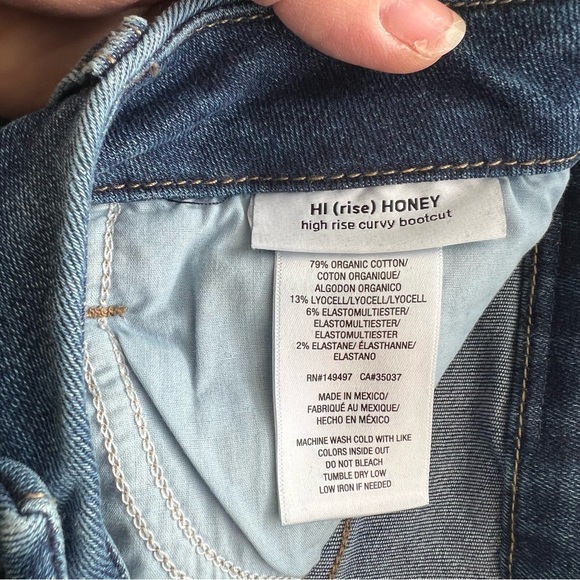 HI (rise) HONEY
high rise curvy bootcut
79% ORGANIC COTTON/
COTON ORGANIQUE/
ALGODON ORGANICO
13% LYOCELL/LYOCELL/LYOCELL
6% ELASTOMULTIESTER/
ELASTOMULTIESTER/
ELASTOMULTIESTER
2% ELASTANE/ ÉLASTHANNE/
ELASTANO
RN#149497 CA#35037
MADE IN MEXICO/
FABRIQUÉ AU MEXIQUE/
HECHO EN MÉXICO
MACHINE WASH COLD WITH LIKE
COLORS INSIDE OUT
DO NOT BLEACH
TUMBLE DRY LOW
LOW IRON IF NEEDED